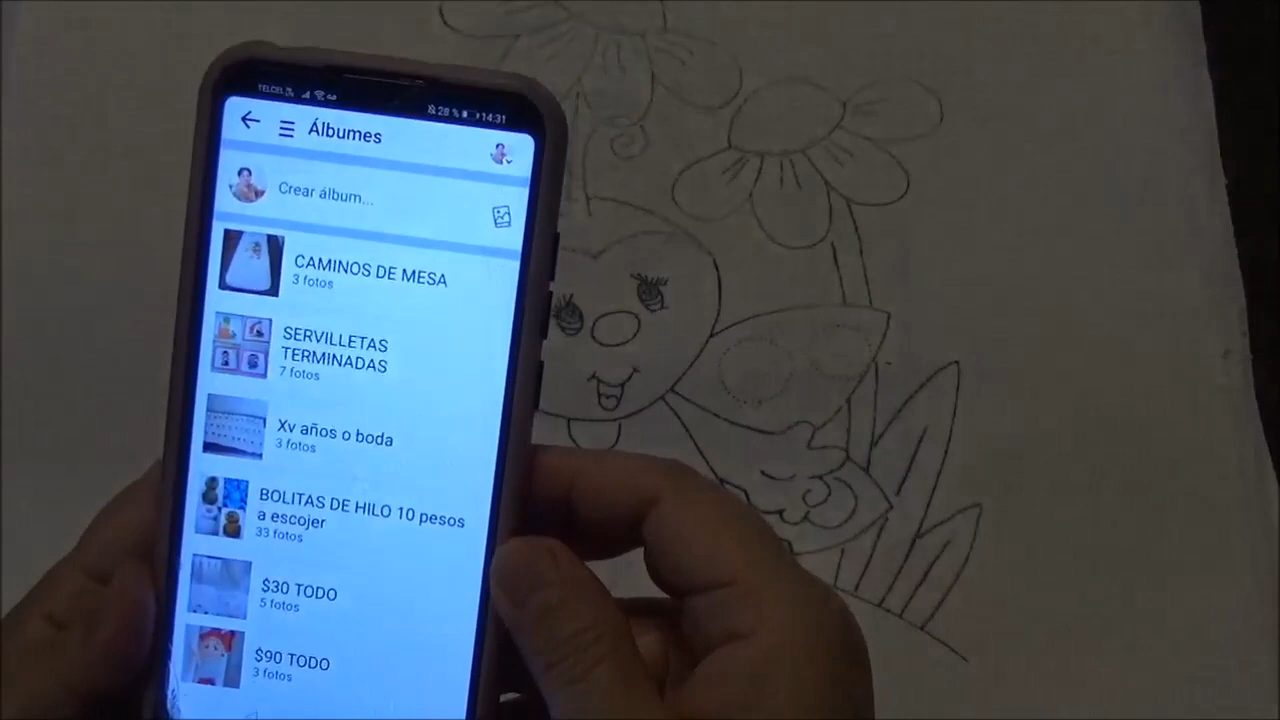 TELCEL
28 %
14:31
Álbumes
Crear álbum...
CAMINOS DE MESA
3 fotos
SERVILLETAS
TERMINADAS
7 fotos
Xv años o boda
3 fotos
BOLITAS DE HILO 10 pesos
a escojer
33 fotos
$30 TODO
5 fotos
$90 TODO
3 fotos